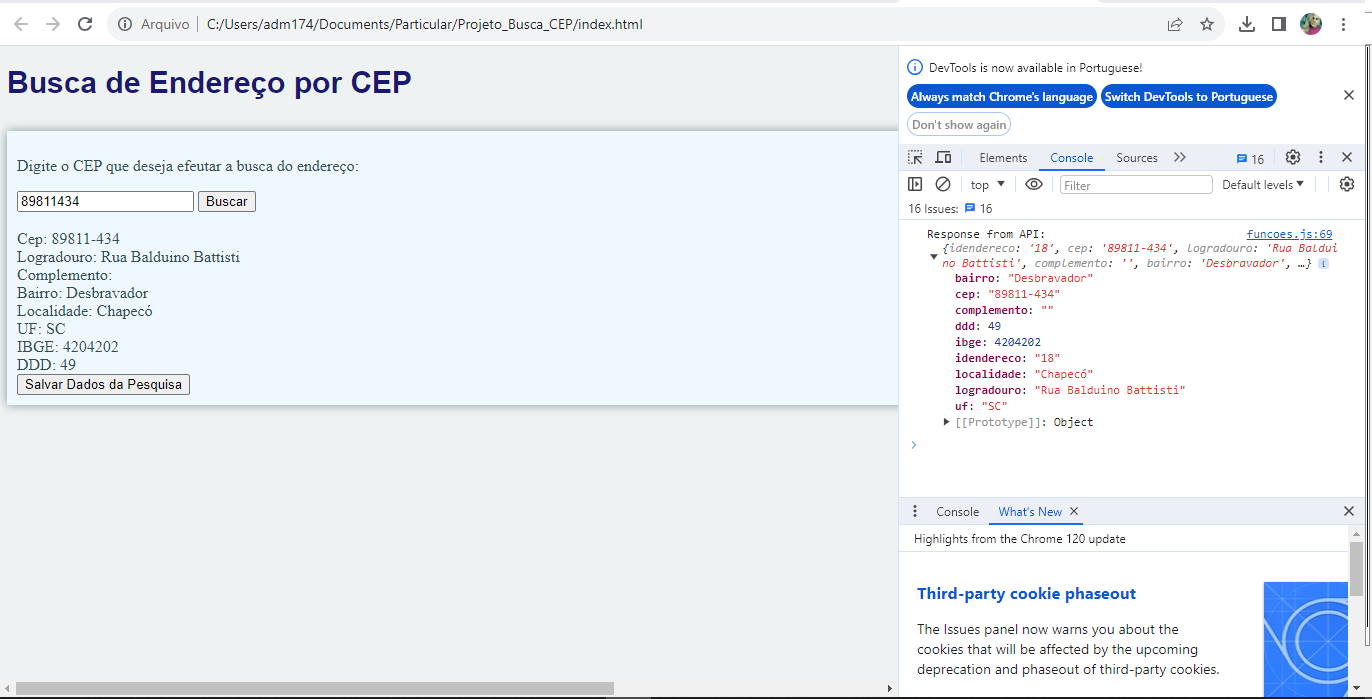 Arquivo
C:/Users/adm174/Documents/Particular/Projeto_Busca_CEP/index.html
Busca de Endereço por CEP
Digite o CEP que deseja efeutar a busca do endereço:
89811434 Buscar
Cep: 89811-434
Logradouro: Rua Balduino Battisti
Complemento:
Bairro: Desbravador
Localidade: Chapecó
UF: SC
IBGE: 4204202
DDD: 49
Salvar Dados da Pesquisa
DevTools is now available in Portuguese!
Always match Chrome's language Switch DevTools to Portuguese
Don't show again
Elements Console Sources 16
top Filter Default levels
16 Issues: 16
Response from API: funcoes.js:69
{idendereco: '18', cep: '89811-434', logradouro: 'Rua Baldui
no Battisti', complemento: '', bairro: 'Desbravador', …}
bairro: "Desbravador"
cep: "89811-434"
complemento: ""
ddd: 49
ibge: 4204202
idendereco: "18"
localidade: "Chapecó"
logradouro: "Rua Balduino Battisti"
uf: "SC"
[[Prototype]]: Object
Console What's New
Highlights from the Chrome 120 update
Third-party cookie phaseout
The Issues panel now warns you about the
cookies that will be affected by the upcoming
deprecation and phaseout of third-party cookies.